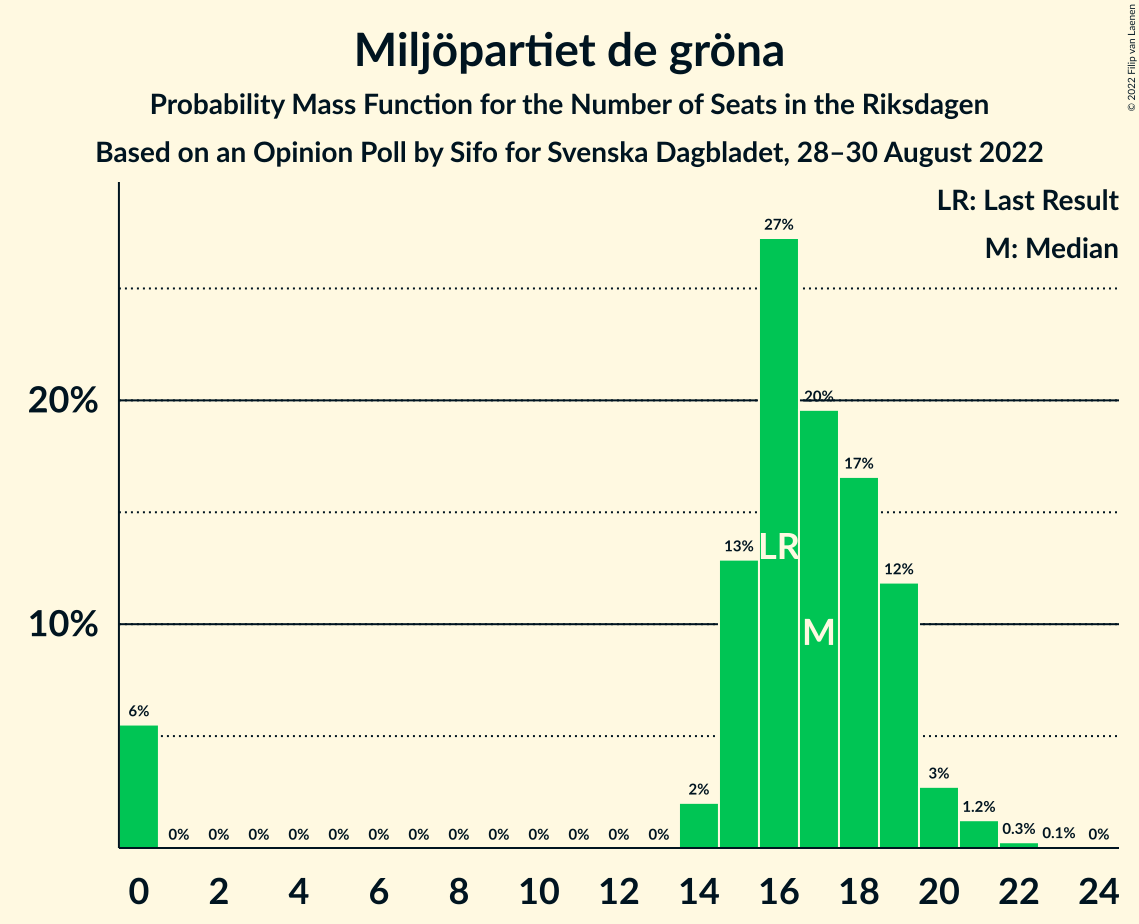 Miljöpartiet de gröna
Probability Mass Function for the Number of Seats in the Riksdagen
Based on an Opinion Poll by Sifo for Svenska Dagbladet, 28–30 August 2022
© 2022 Filip van Laenen
LR: Last Result
M: Median
27%
20%
20%
17%
13%
LR
12%
10%
M
6%
3%
2%
1.2%
0.3%
0.1%
0%
0% 0% 0% 0% 0% 0% 0% 0% 0% 0% 0% 0% 0%
0 2 4 6 8 10 12 14 16 18 20 22 24